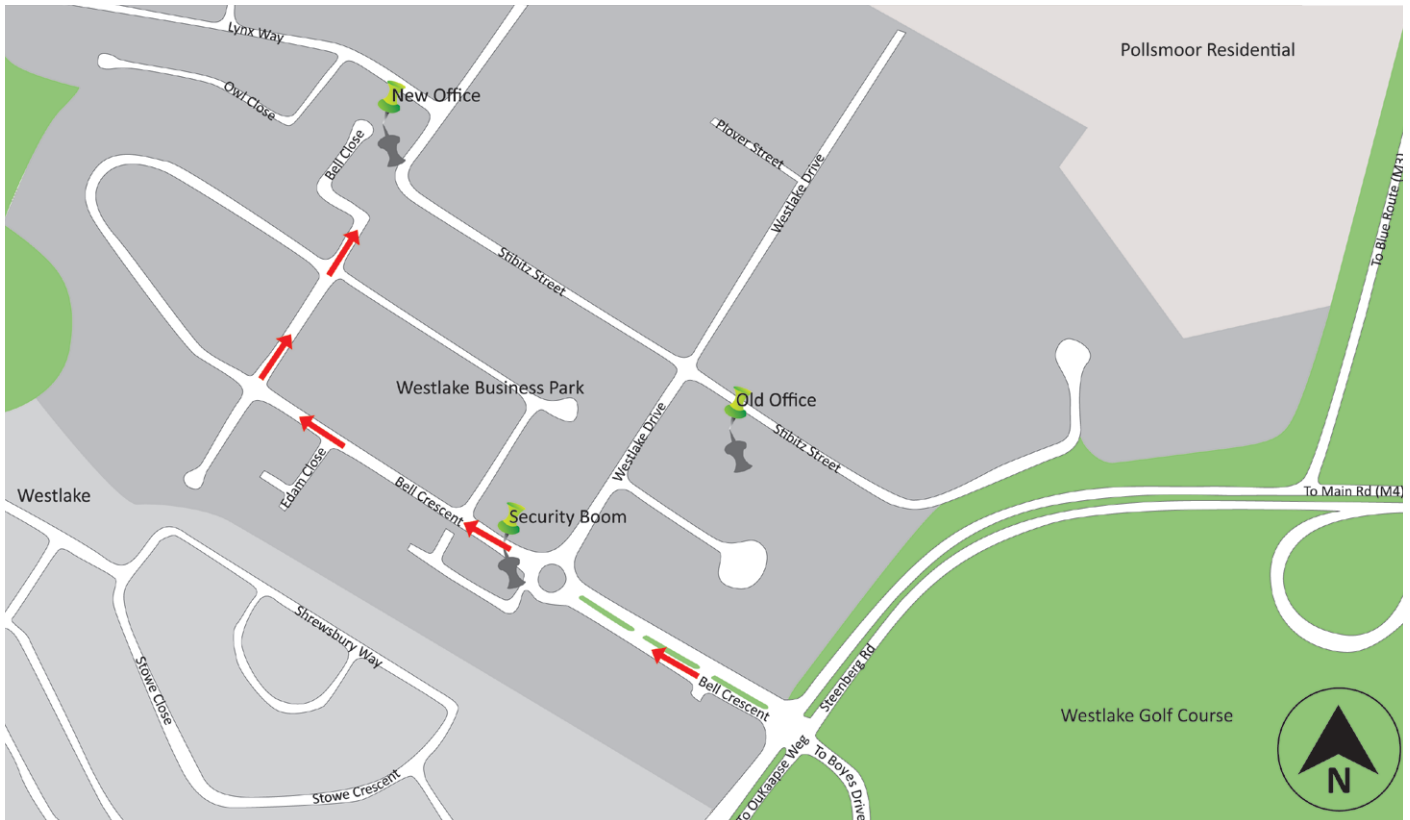 Lynx Way
Pollsmoor Residential
Owl Close
New Office
Plover Street
Bell Close
Westlake Drive
To Blue Route (M3)
Stibitz Street
Westlake Business Park
Old Office
Westlake Drive
Stibitz Street
Edam Close
Bell Crescent
Westlake
To Main Rd (M4)
Security Boom
Shrewsbury Way
Stowe Close
Bell Crescent
Steenberg Rd
Westlake Golf Course
To OuKaapse Weg
To Boyes Drive
Stowe Crescent
N